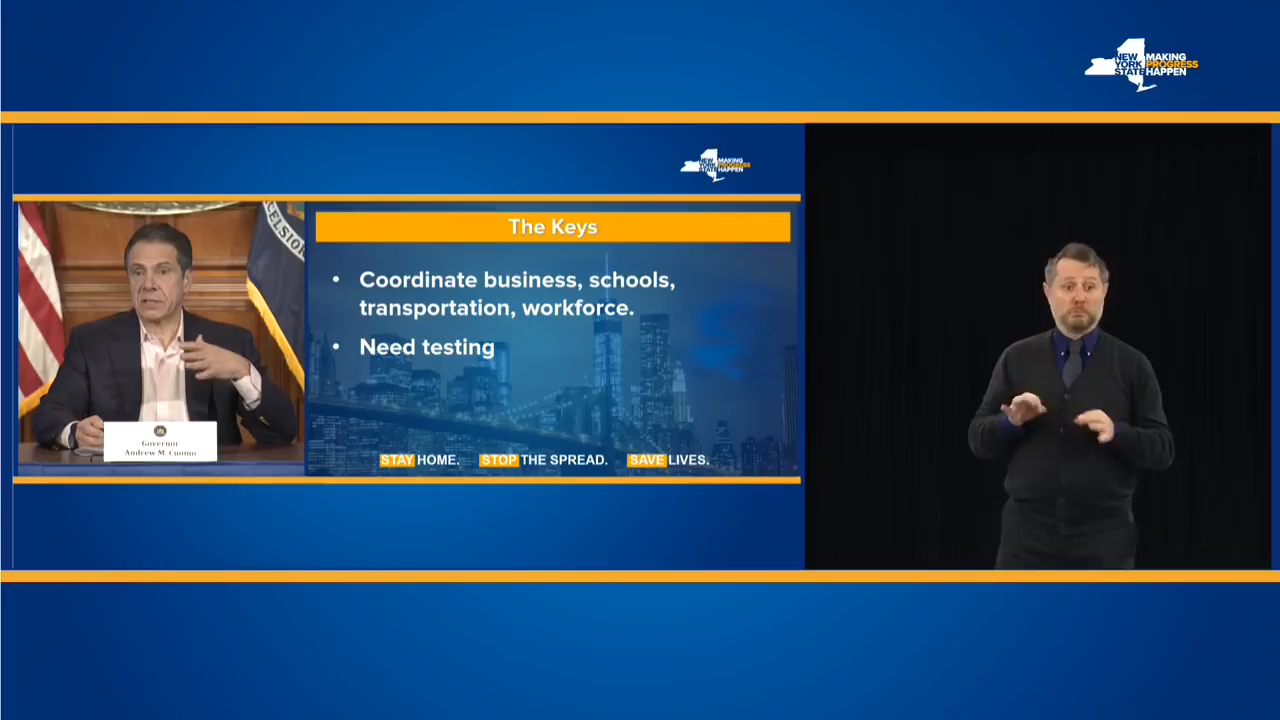 NEW YORK STATE
MAKING PROGRESS HAPPEN
NEW YORK STATE
MAKING PROGRESS HAPPEN
The Keys
• Coordinate business, schools,
transportation, workforce.
• Need testing
STAY HOME. STOP THE SPREAD. SAVE LIVES.
CELSIOR
Governor
Andrew M. Cuomo